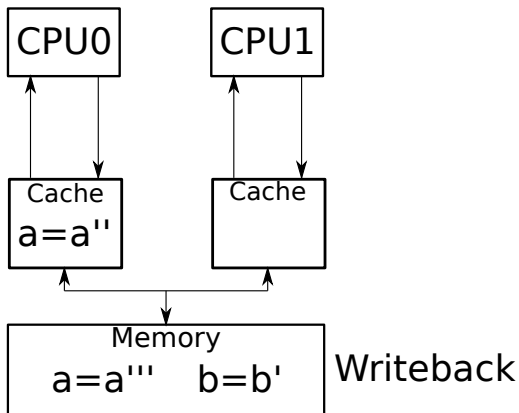 CPU0 CPU1
Cache Cache
a=a''
Memory
a=a''' b=b'
Writeback